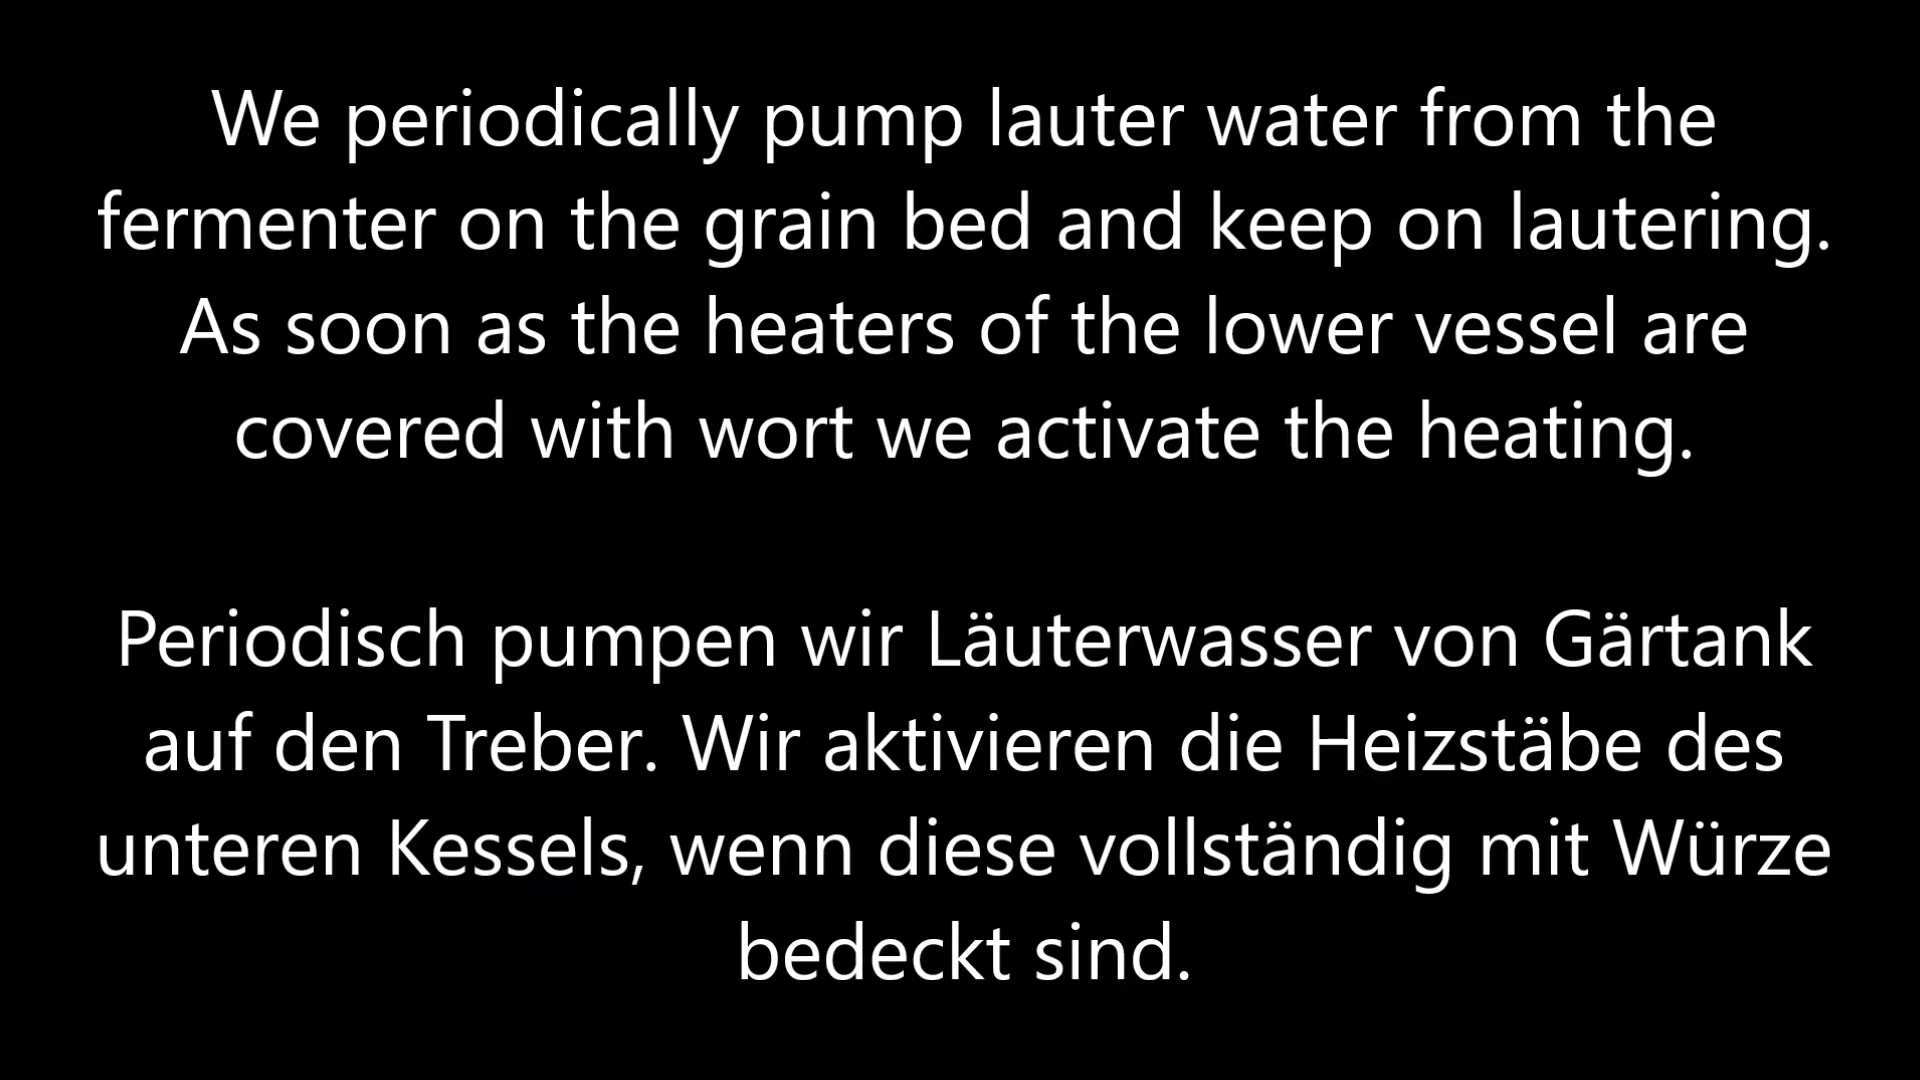 We periodically pump lauter water from the
fermenter on the grain bed and keep on lautering.
As soon as the heaters of the lower vessel are
covered with wort we activate the heating.
Periodisch pumpen wir Läuterwasser von Gärtank
auf den Treber. Wir aktivieren die Heizstäbe des
unteren Kessels, wenn diese vollständig mit Würze
bedeckt sind.